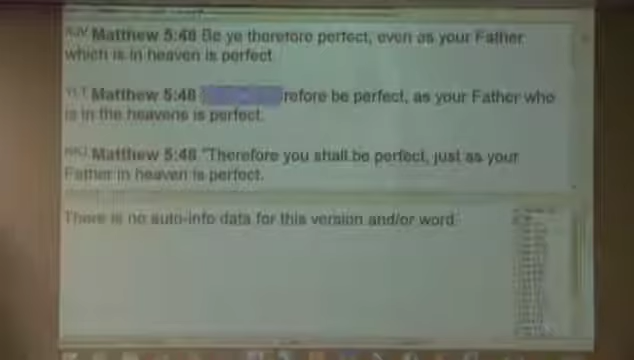 KJV Matthew 5:48 Be ye therefore perfect, even as your Father
which is in heaven is perfect
YLT Matthew 5:48 refore be perfect, as your Father who
is in the heavens is perfect.
NKJ Matthew 5:48 "Therefore you shall be perfect, just as your
Father in heaven is perfect.
There is no auto-info data for this version and/or word